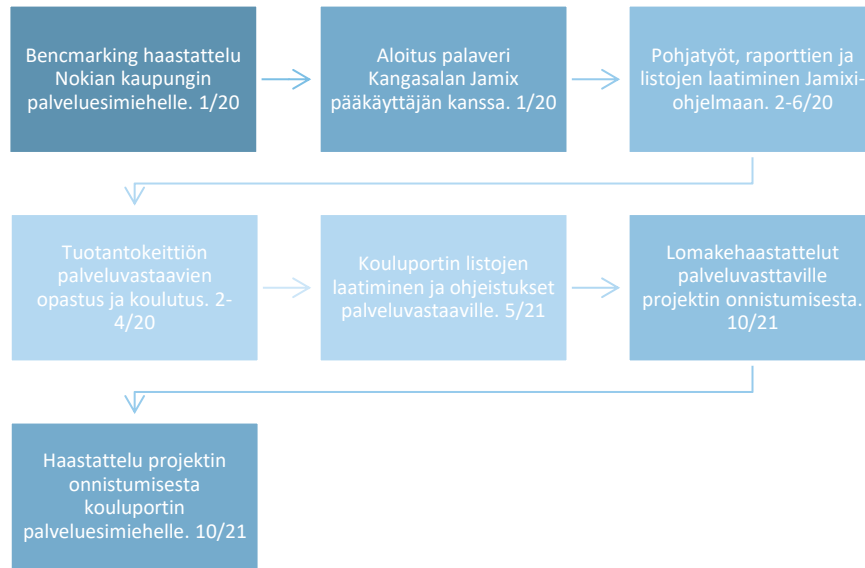 Bencmarking haastattelu
Nokian kaupungin
palveluesimiehelle. 1/20
Aloitus palaveri
Kangasalan Jamix
pääkäyttäjän kanssa. 1/20
Pohjatyöt, raporttien ja
listojen laatiminen Jamixi-
ohjelmaan. 2-6/20
Tuotantokeittiön
palveluvastaavien
opastus ja koulutus. 2-
4/20
Kouluportin listojen
laatiminen ja ohjeistukset
palveluvastaaville. 5/21
Lomakehaastattelut
palveluvasttaville
projektin onnistumisesta.
10/21
Haastattelu projektin
onnistumisesta
kouluportin
palveluesimiehelle. 10/21